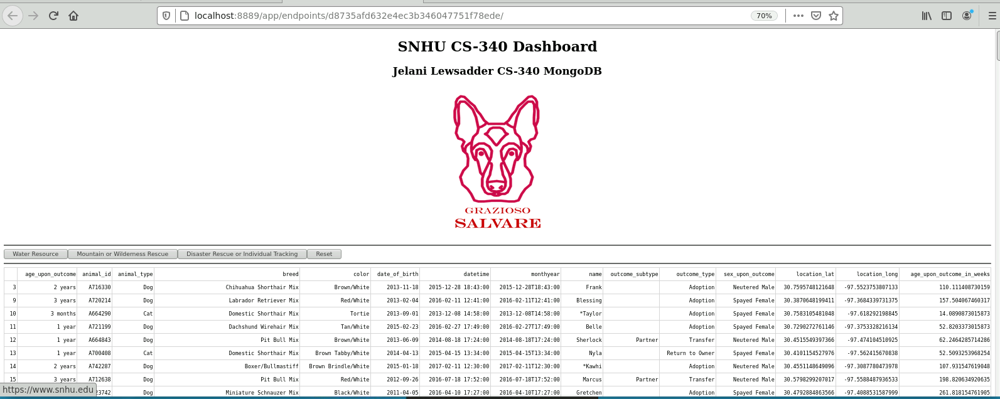 localhost:8889/app/endpoints/d8735afd632e4ec3b346047751f78ede/ 70%
SNHU CS-340 Dashboard
Jelani Lewsadder CS-340 MongoDB
GRAZIOSO
SALVARE
Water Resource Mountain or Wilderness Rescue Disaster Rescue or Individual Tracking Reset
age_upon_outcome animal_id animal_type breed color date_of_birth datetime monthyear name outcome_subtype outcome_type sex_upon_outcome location_lat location_long age_upon_outcome_in_weeks
3 2 years A716330 Dog Chihuahua Shorthair Mix Brown/White 2013-11-18 2015-12-28 18:43:00 2015-12-28T18:43:00 Frank Adoption Neutered Male 30.7595748121648 -97.5523753807133 110.111408730159
9 3 years A720214 Dog Labrador Retriever Mix Red/White 2013-02-04 2016-02-11 12:41:00 2016-02-11T12:41:00 Blessing Adoption Spayed Female 30.3870648199411 -97.3684339731375 157.504067460317
10 3 months A664290 Cat Domestic Shorthair Mix Tortie 2013-09-01 2013-12-08 14:58:00 2013-12-08T14:58:00 *Taylor Adoption Spayed Female 30.7583105481048 -97.618292198845 14.0890873015873
11 1 year A721199 Dog Dachshund Wirehair Mix Tan/White 2015-02-23 2016-02-27 17:49:00 2016-02-27T17:49:00 Belle Adoption Spayed Female 30.7290272761146 -97.3753328216134 52.8203373015873
12 1 year A664843 Dog Pit Bull Mix Brown/White 2013-06-09 2014-08-18 17:24:00 2014-08-18T17:24:00 Sherlock Partner Transfer Neutered Male 30.4515549397366 -97.474104510925 62.2464285714286
13 1 year A700408 Cat Domestic Shorthair Mix Brown Tabby/White 2014-04-13 2015-04-15 13:34:00 2015-04-15T13:34:00 Nyla Return to Owner Spayed Female 30.4101154527976 -97.562415670838 52.5093253968254
14 2 years A742287 Dog Boxer/Bullmastiff Brown Brindle/White 2015-01-18 2017-02-11 12:30:00 2017-02-11T12:30:00 *Kawhi Adoption Neutered Male 30.4551148649096 -97.3087780473978 107.931547619048
15 3 years A712638 Dog Pit Bull Mix Red/White 2012-09-26 2016-07-18 17:52:00 2016-07-18T17:52:00 Marcus Partner Transfer Neutered Male 30.5798299207017 -97.5588487936533 198.820634920635
23742 Dog Miniature Schnauzer Mix Black/White 2011-04-05 2016-04-10 17:27:00 2016-04-10T17:27:00 Gretchen Adoption Spayed Female 30.4792884863566 -97.4088531587999 261.818154761905
https://www.snhu.edu